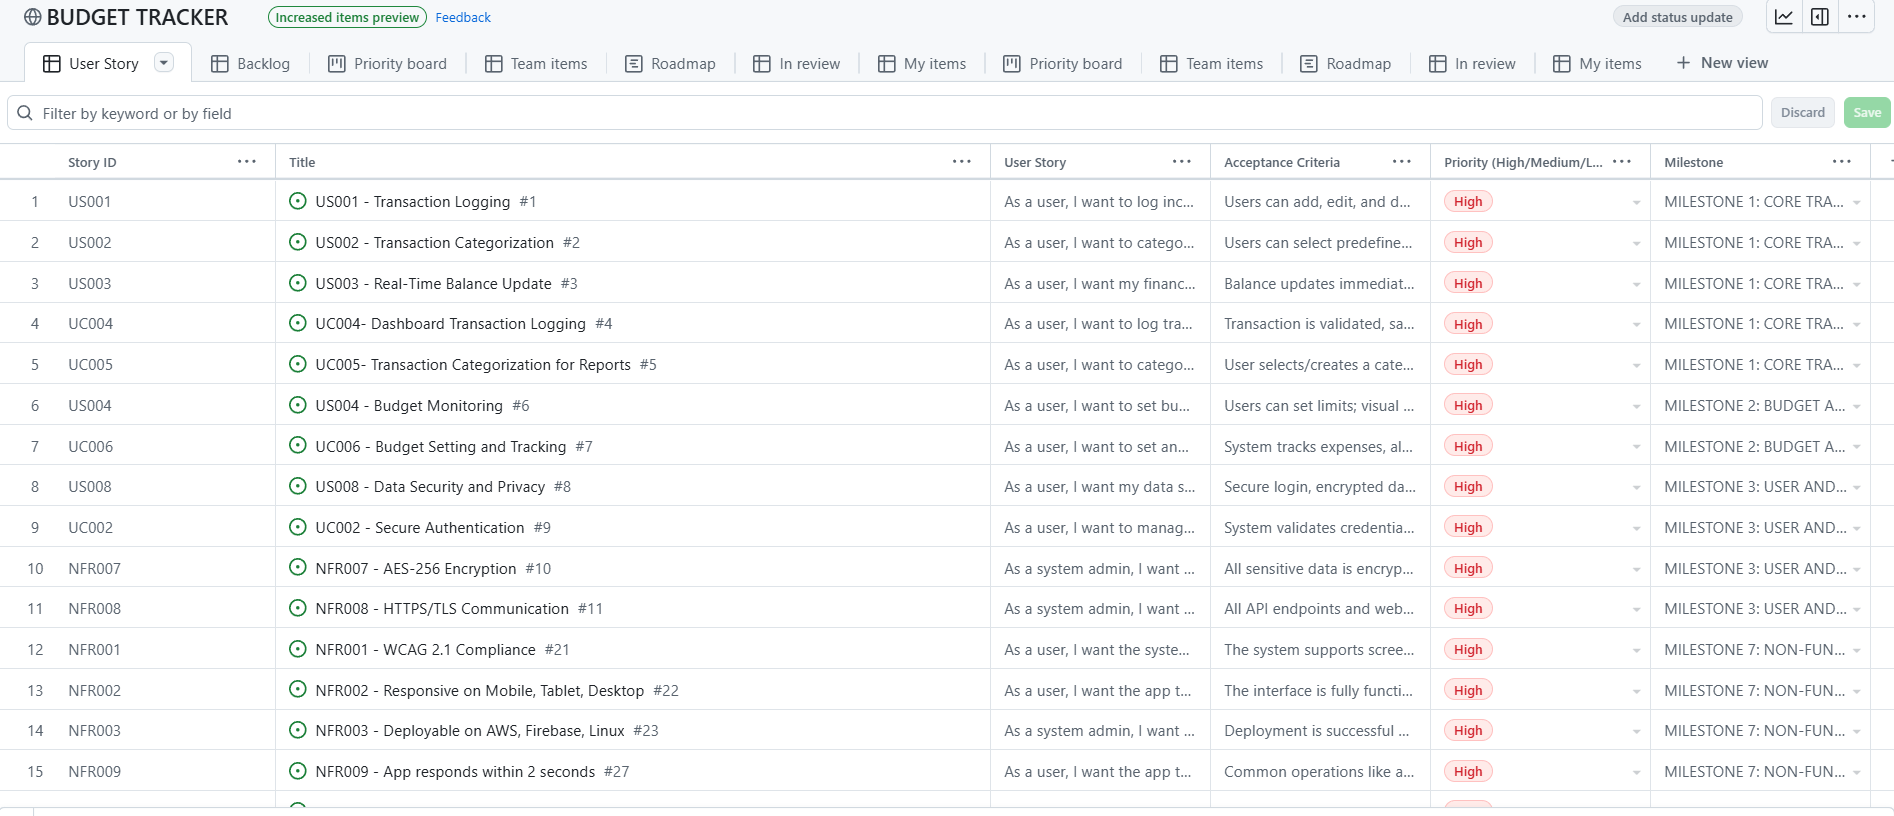 BUDGET TRACKER Increased items preview Feedback Add status update
User Story Backlog Priority board Team items Roadmap In review My items Priority board Team items Roadmap In review My items New view
Filter by keyword or by field Discard Save
Story ID Title User Story Acceptance Criteria Priority (High/Medium/L... Milestone
1 US001 US001 - Transaction Logging #1 As a user, I want to log inc... Users can add, edit, and d... High MILESTONE 1: CORE TRA...
2 US002 US002 - Transaction Categorization #2 As a user, I want to catego... Users can select predefine... High MILESTONE 1: CORE TRA...
3 US003 US003 - Real-Time Balance Update #3 As a user, I want my financ... Balance updates immediat... High MILESTONE 1: CORE TRA...
4 UC004 UC004- Dashboard Transaction Logging #4 As a user, I want to log tra... Transaction is validated, sa... High MILESTONE 1: CORE TRA...
5 UC005 UC005- Transaction Categorization for Reports #5 As a user, I want to catego... User selects/creates a cate... High MILESTONE 1: CORE TRA...
6 US004 US004 - Budget Monitoring #6 As a user, I want to set bu... Users can set limits; visual ... High MILESTONE 2: BUDGET A...
7 UC006 UC006 - Budget Setting and Tracking #7 As a user, I want to set an... System tracks expenses, al... High MILESTONE 2: BUDGET A...
8 US008 US008 - Data Security and Privacy #8 As a user, I want my data s... Secure login, encrypted da... High MILESTONE 3: USER AND...
9 UC002 UC002 - Secure Authentication #9 As a user, I want to manag... System validates credentia... High MILESTONE 3: USER AND...
10 NFR007 NFR007 - AES-256 Encryption #10 As a system admin, I want ... All sensitive data is encryp... High MILESTONE 3: USER AND...
11 NFR008 NFR008 - HTTPS/TLS Communication #11 As a system admin, I want ... All API endpoints and web... High MILESTONE 3: USER AND...
12 NFR001 NFR001 - WCAG 2.1 Compliance #21 As a user, I want the syste... The system supports scree... High MILESTONE 7: NON-FUN...
13 NFR002 NFR002 - Responsive on Mobile, Tablet, Desktop #22 As a user, I want the app t... The interface is fully functi... High MILESTONE 7: NON-FUN...
14 NFR003 NFR003 - Deployable on AWS, Firebase, Linux #23 As a system admin, I want ... Deployment is successful ... High MILESTONE 7: NON-FUN...
15 NFR009 NFR009 - App responds within 2 seconds #27 As a user, I want the app t... Common operations like a... High MILESTONE 7: NON-FUN...